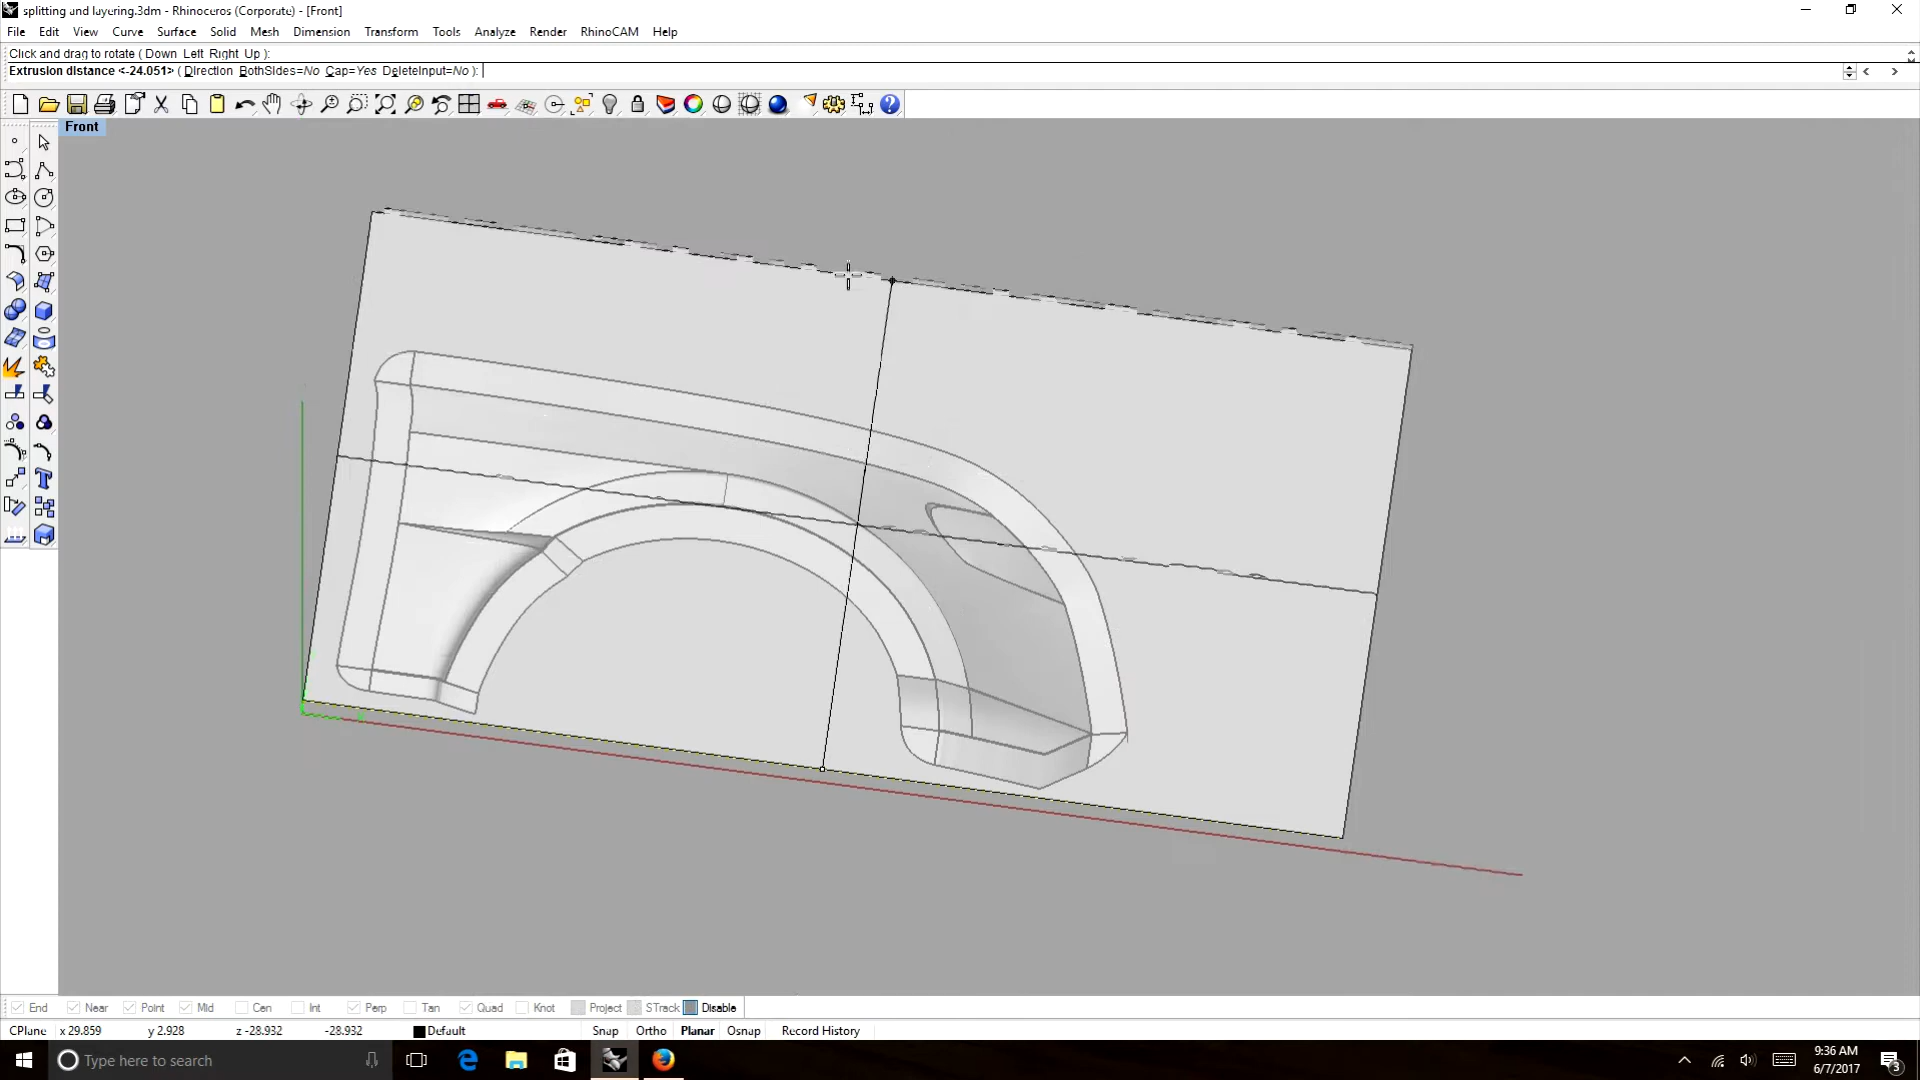 splitting and layering.3dm - Rhinoceros (Corporate) - [Front]
File Edit View Curve Surface Solid Mesh Dimension Transform Tools Analyze Render RhinoCAM Help
Click and drag to rotate ( Down Left Right Up ):
Extrusion distance <-24.051> ( Direction BothSides=No Cap=Yes DeleteInput=No ):
Front
End Near Point Mid Cen Int Perp Tan Quad Knot Project STrack Disable
CPlane x 29.859 y 2.928 z -28.932 -28.932 Default Snap Ortho Planar Osnap Record History
Type here to search
9:36 AM
6/7/2017
3